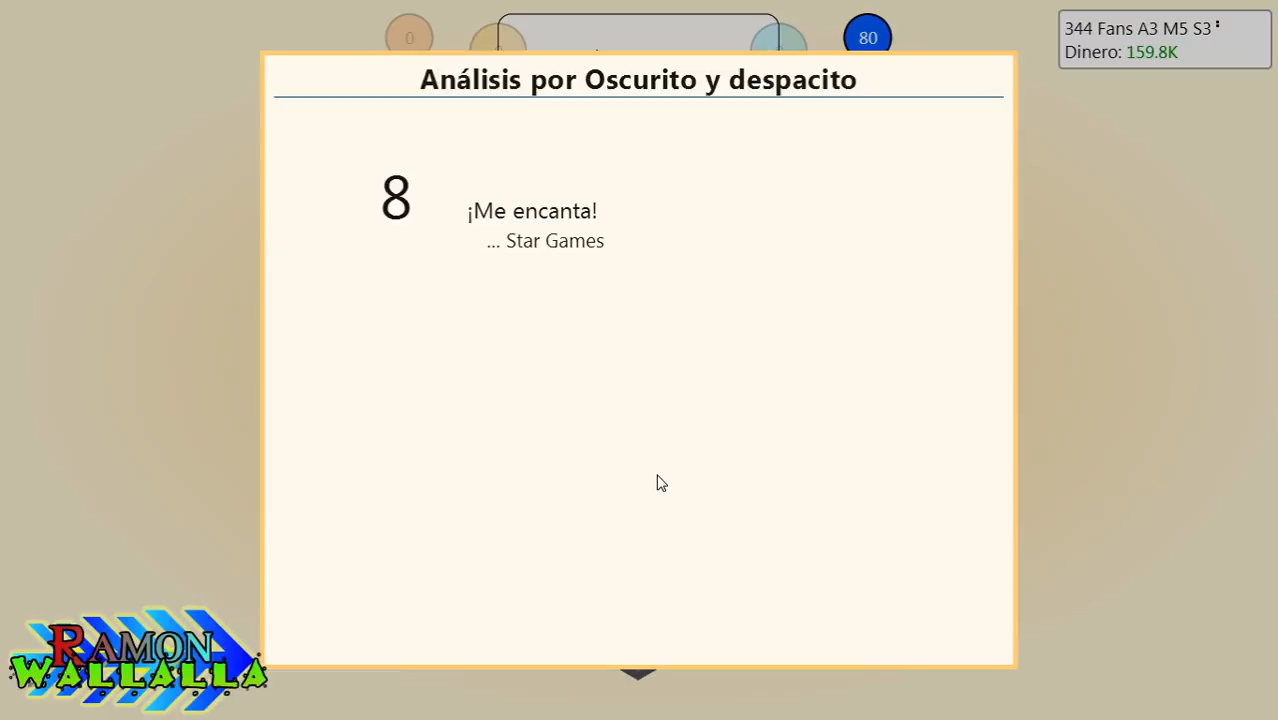 0
80
344 Fans A3 M5 S3
Dinero: 159.8K
Análisis por Oscurito y despacito
8
¡Me encanta!
... Star Games
RAMON
WALLALLA